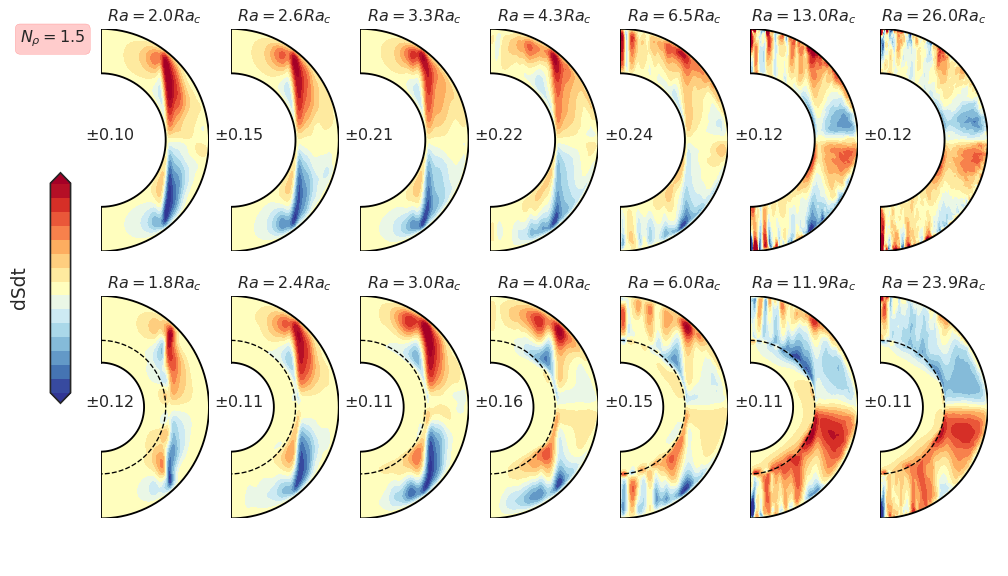 Ra = 2.0Ra_c Ra = 2.6Ra_c Ra = 3.3Ra_c Ra = 4.3Ra_c Ra = 6.5Ra_c Ra = 13.0Ra_c Ra = 26.0Ra_c
N_ρ = 1.5
±0.10 ±0.15 ±0.21 ±0.22 ±0.24 ±0.12 ±0.12
dSdt
Ra = 1.8Ra_c Ra = 2.4Ra_c Ra = 3.0Ra_c Ra = 4.0Ra_c Ra = 6.0Ra_c Ra = 11.9Ra_c Ra = 23.9Ra_c
±0.12 ±0.11 ±0.11 ±0.16 ±0.15 ±0.11 ±0.11